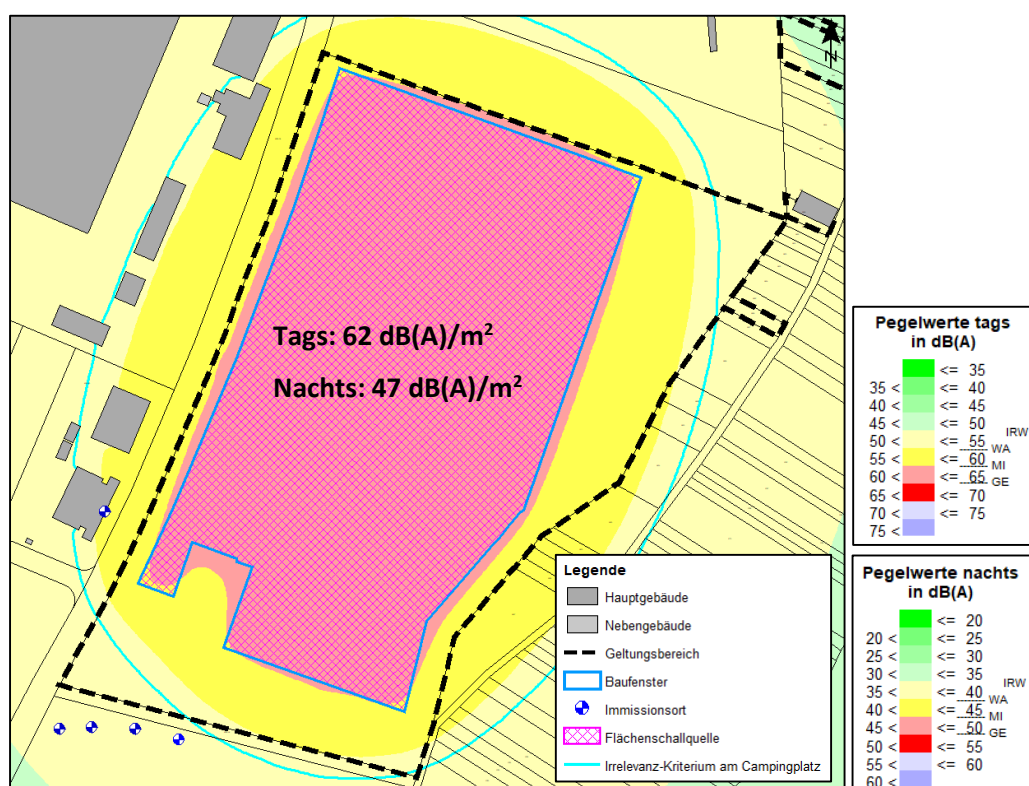 N
Tags: 62 dB(A)/m²
Nachts: 47 dB(A)/m²
Legende
Hauptgebäude
Nebengebäude
Geltungsbereich
Baufenster
Immissionsort
Flächenschallquelle
Irrelevanz-Kriterium am Campingplatz
Pegelwerte tags
in dB(A)
<= 35
35 < <= 40
40 < <= 45
45 < <= 50
50 < <= 55 IRW
WA
55 < <= 60
MI
60 < <= 65
GE
65 < <= 70
70 < <= 75
75 <
Pegelwerte nachts
in dB(A)
<= 20
20 < <= 25
25 < <= 30
30 < <= 35
35 < <= 40 IRW
WA
40 < <= 45
MI
45 < <= 50
GE
50 < <= 55
55 < <= 60
60 <